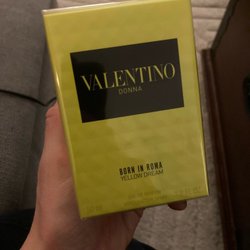 VALENTINO
DONNA
BORN IN ROMA
YELLOW DREAM